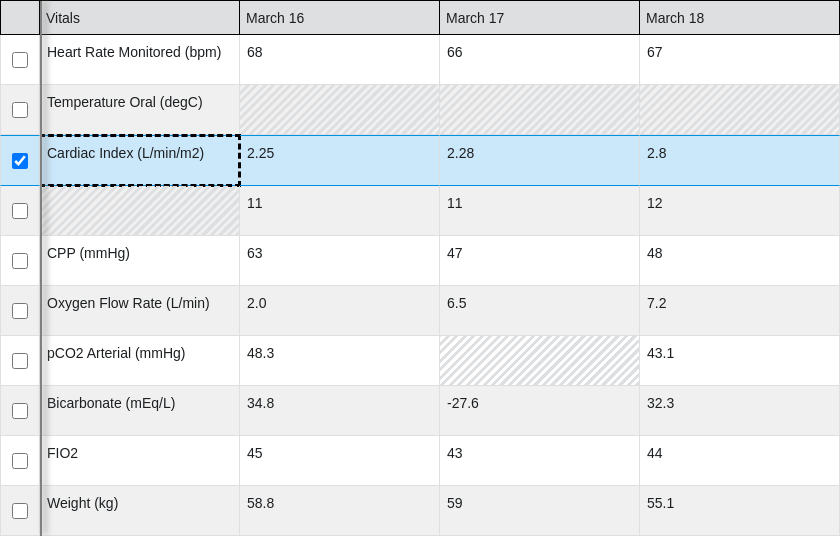 Vitals March 16 March 17 March 18
Heart Rate Monitored (bpm) 68 66 67
Temperature Oral (degC)
Cardiac Index (L/min/m2) 2.25 2.28 2.8
11 11 12
CPP (mmHg) 63 47 48
Oxygen Flow Rate (L/min) 2.0 6.5 7.2
pCO2 Arterial (mmHg) 48.3 43.1
Bicarbonate (mEq/L) 34.8 -27.6 32.3
FIO2 45 43 44
Weight (kg) 58.8 59 55.1